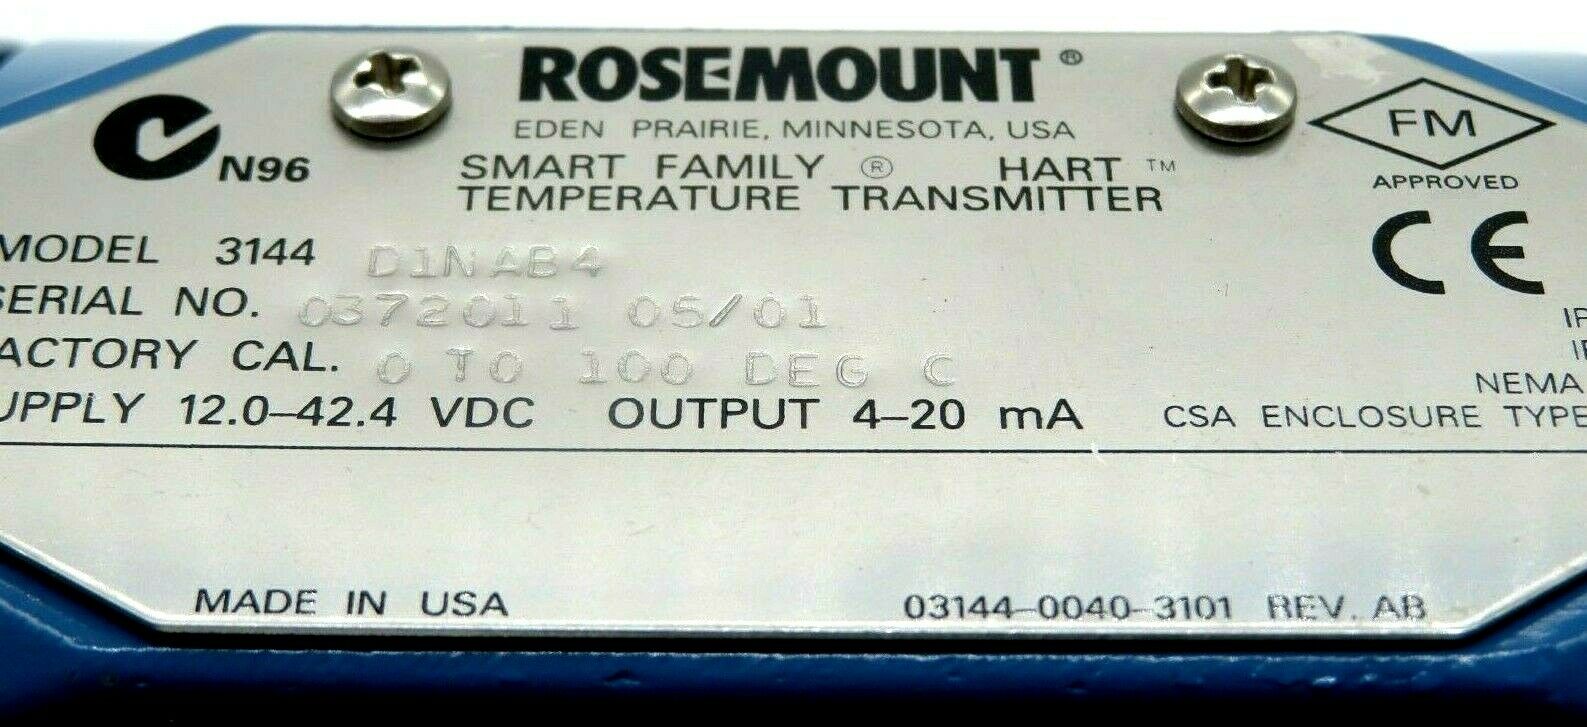 ROSEMOUNT®
EDEN PRAIRIE, MINNESOTA, USA
N96
SMART FAMILY ® HART ™
TEMPERATURE TRANSMITTER
FM
APPROVED
CE
MODEL 3144 D1NAB4
SERIAL NO. 0372011 05/01
ACTORY CAL. 0 TO 100 DEG C
UPPLY 12.0–42.4 VDC OUTPUT 4–20 mA
IP
NEMA
CSA ENCLOSURE TYPE
MADE IN USA
03144-0040-3101 REV. AB